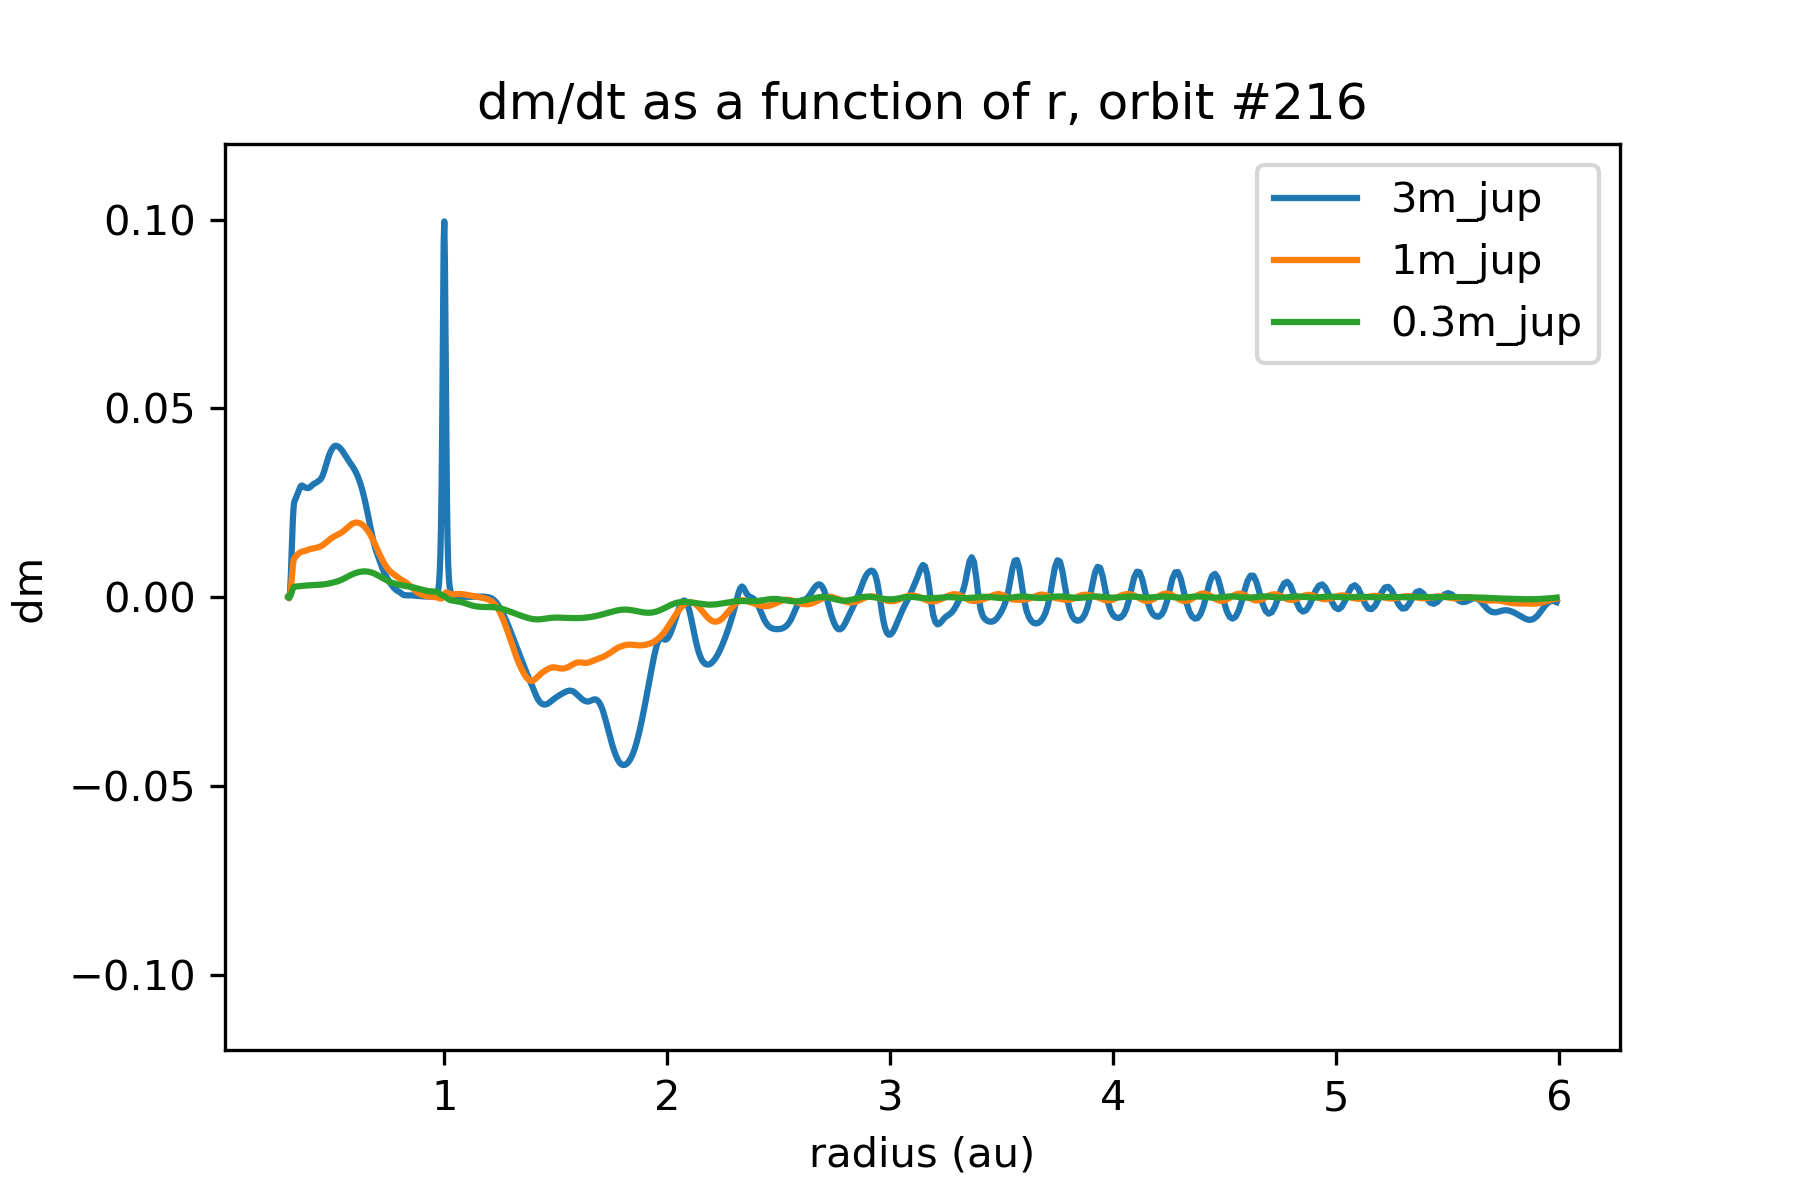 dm/dt as a function of r, orbit #216
3m_jup
1m_jup
0.3m_jup
0.10
0.05
0.00
−0.05
−0.10
dm
1 2 3 4 5 6
radius (au)